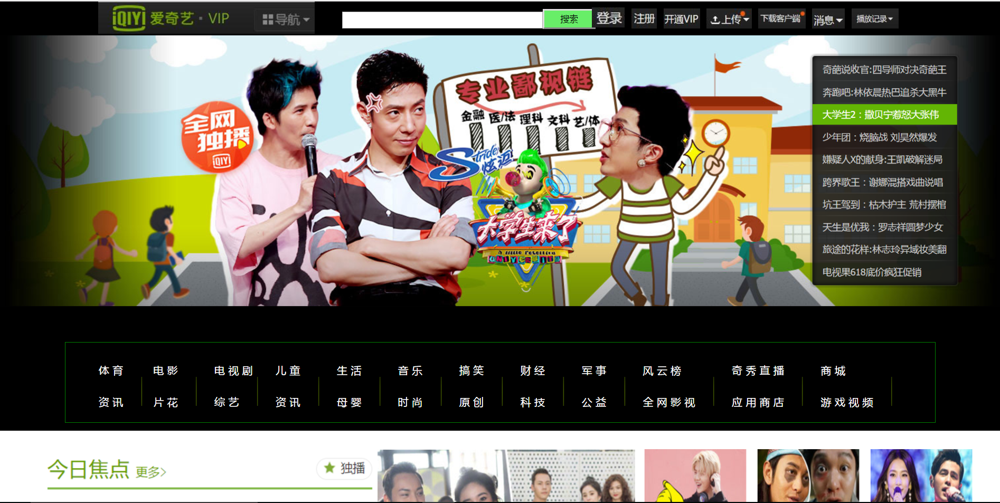 iQIYI 爱奇艺·VIP
导航
搜索
登录
注册
开通VIP
上传
下载客户端
消息
播放记录
全网
独播
iQIYI
专业鄙视链
金融 医/法 理科 文科 艺/体
Stride
炫迈
大学生来了
奇葩说收官:四导师对决奇葩王
奔跑吧:林依晨热巴追杀大黑牛
大学生2：撒贝宁惹怒大张伟
少年团：烧脑战 刘昊然爆发
嫌疑人X的献身:王凯破解迷局
跨界歌王：谢娜混搭戏曲说唱
坑王驾到：枯木护主 荒村摆棺
天生是优我：罗志祥圆梦少女
旅途的花样:林志玲异域妆美翻
电视果618底价疯狂促销
体育 电影 电视剧 儿童 生活 音乐 搞笑 财经 军事 风云榜 奇秀直播 商城
资讯 片花 综艺 资讯 母婴 时尚 原创 科技 公益 全网影视 应用商店 游戏视频
今日焦点 更多>
独播